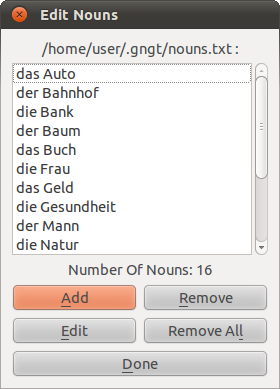 Edit Nouns
/home/user/.gngt/nouns.txt :
das Auto
der Bahnhof
die Bank
der Baum
das Buch
die Frau
das Geld
die Gesundheit
der Mann
die Natur
Number Of Nouns: 16
Add Remove
Edit Remove All
Done